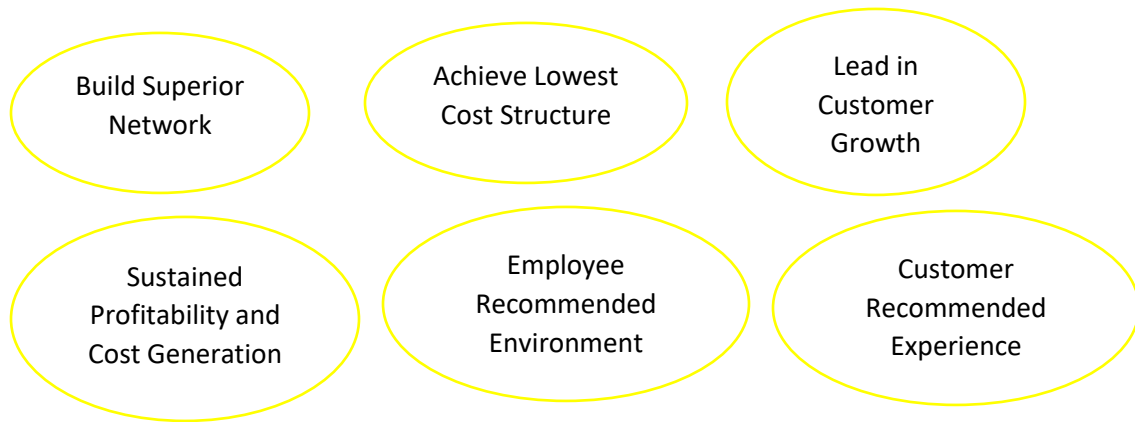 Build Superior
Network
Achieve Lowest
Cost Structure
Lead in
Customer
Growth
Sustained
Profitability and
Cost Generation
Employee
Recommended
Environment
Customer
Recommended
Experience